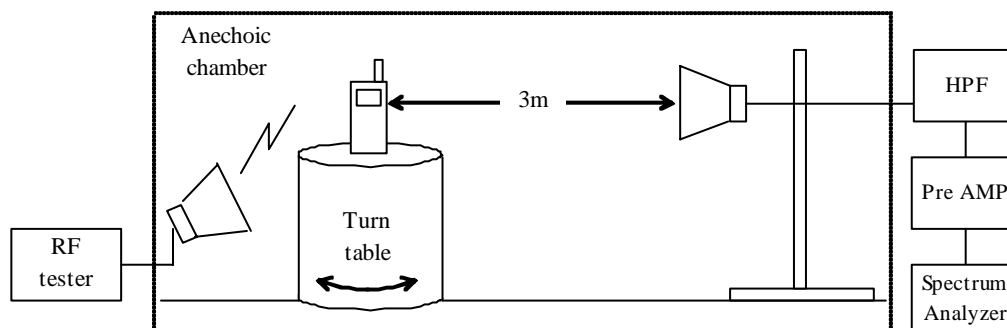 Anechoic
chamber
3m
HPF
Pre AMP
Turn
table
RF
tester
Spectrum
Analyzer